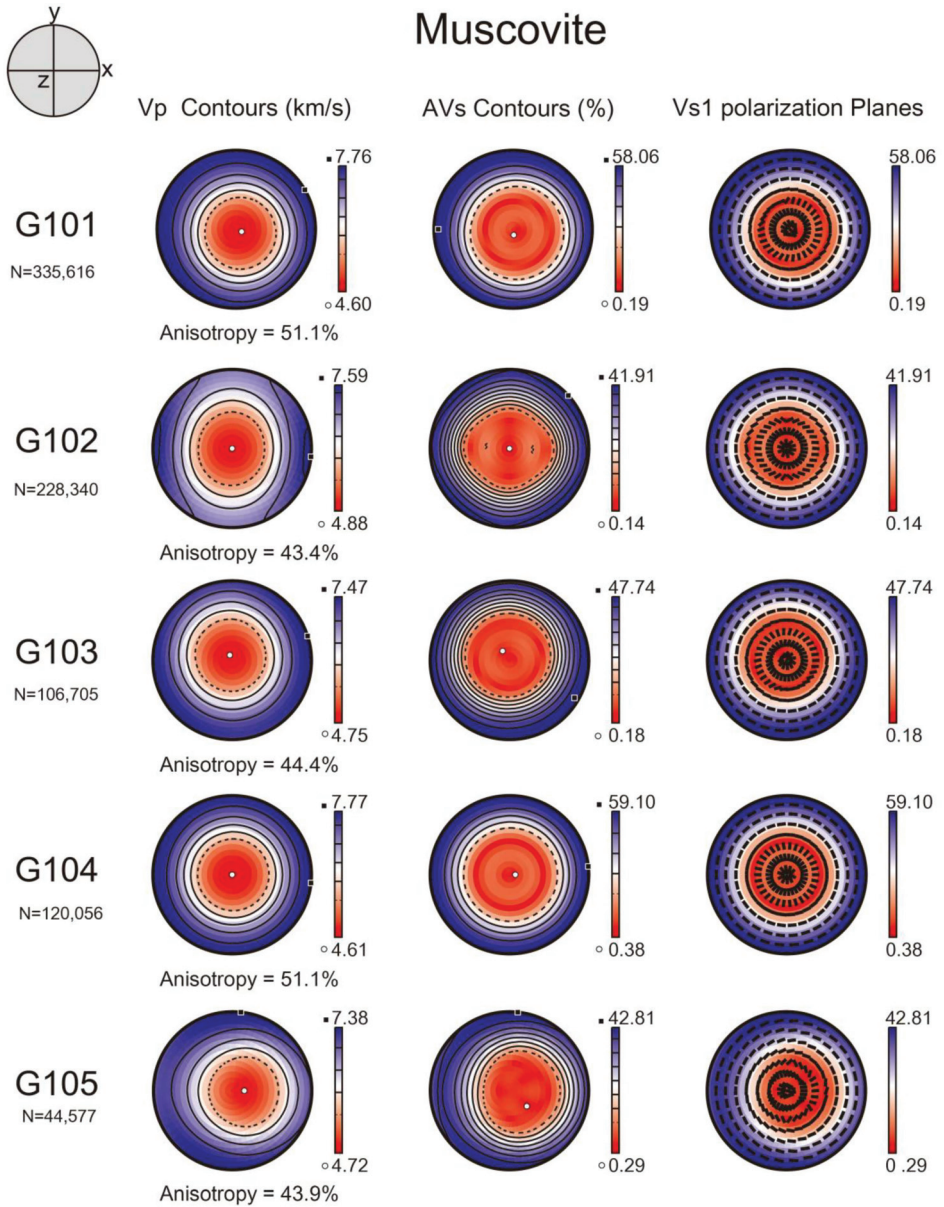 Muscovite
y
z
x
Vp Contours (km/s)
AVs Contours (%)
Vs1 polarization Planes
G101
N=335,616
7.76
4.60
Anisotropy = 51.1%
58.06
0.19
58.06
0.19
G102
N=228,340
7.59
4.88
Anisotropy = 43.4%
41.91
0.14
41.91
0.14
G103
N=106,705
7.47
4.75
Anisotropy = 44.4%
47.74
0.18
47.74
0.18
G104
N=120,056
7.77
4.61
Anisotropy = 51.1%
59.10
0.38
59.10
0.38
G105
N=44,577
7.38
4.72
Anisotropy = 43.9%
42.81
0.29
42.81
0 .29